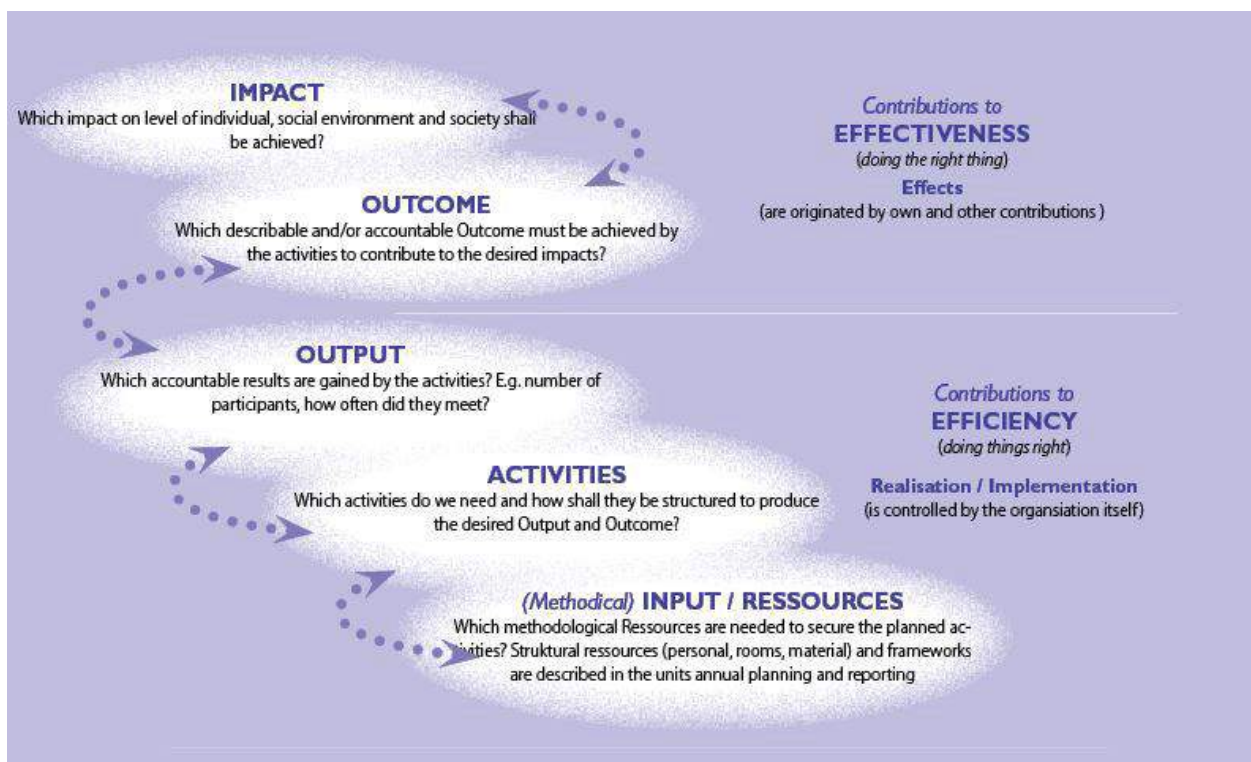 IMPACT
Which impact on level of individual, social environment and society shall
be achieved?
OUTCOME
Which describable and/or accountable Outcome must be achieved by
the activities to contribute to the desired impacts?
Contributions to
EFFECTIVENESS
(doing the right thing)
Effects
(are originated by own and other contributions )
OUTPUT
Which accountable results are gained by the activities? E.g. number of
participants, how often did they meet?
ACTIVITIES
Which activities do we need and how shall they be structured to produce
the desired Output and Outcome?
Contributions to
EFFICIENCY
(doing things right)
Realisation / Implementation
(is controlled by the organsiation itself)
(Methodical) INPUT / RESSOURCES
Which methodological Ressources are needed to secure the planned ac-
tivities? Struktural ressources (personal, rooms, material) and frameworks
are described in the units annual planning and reporting